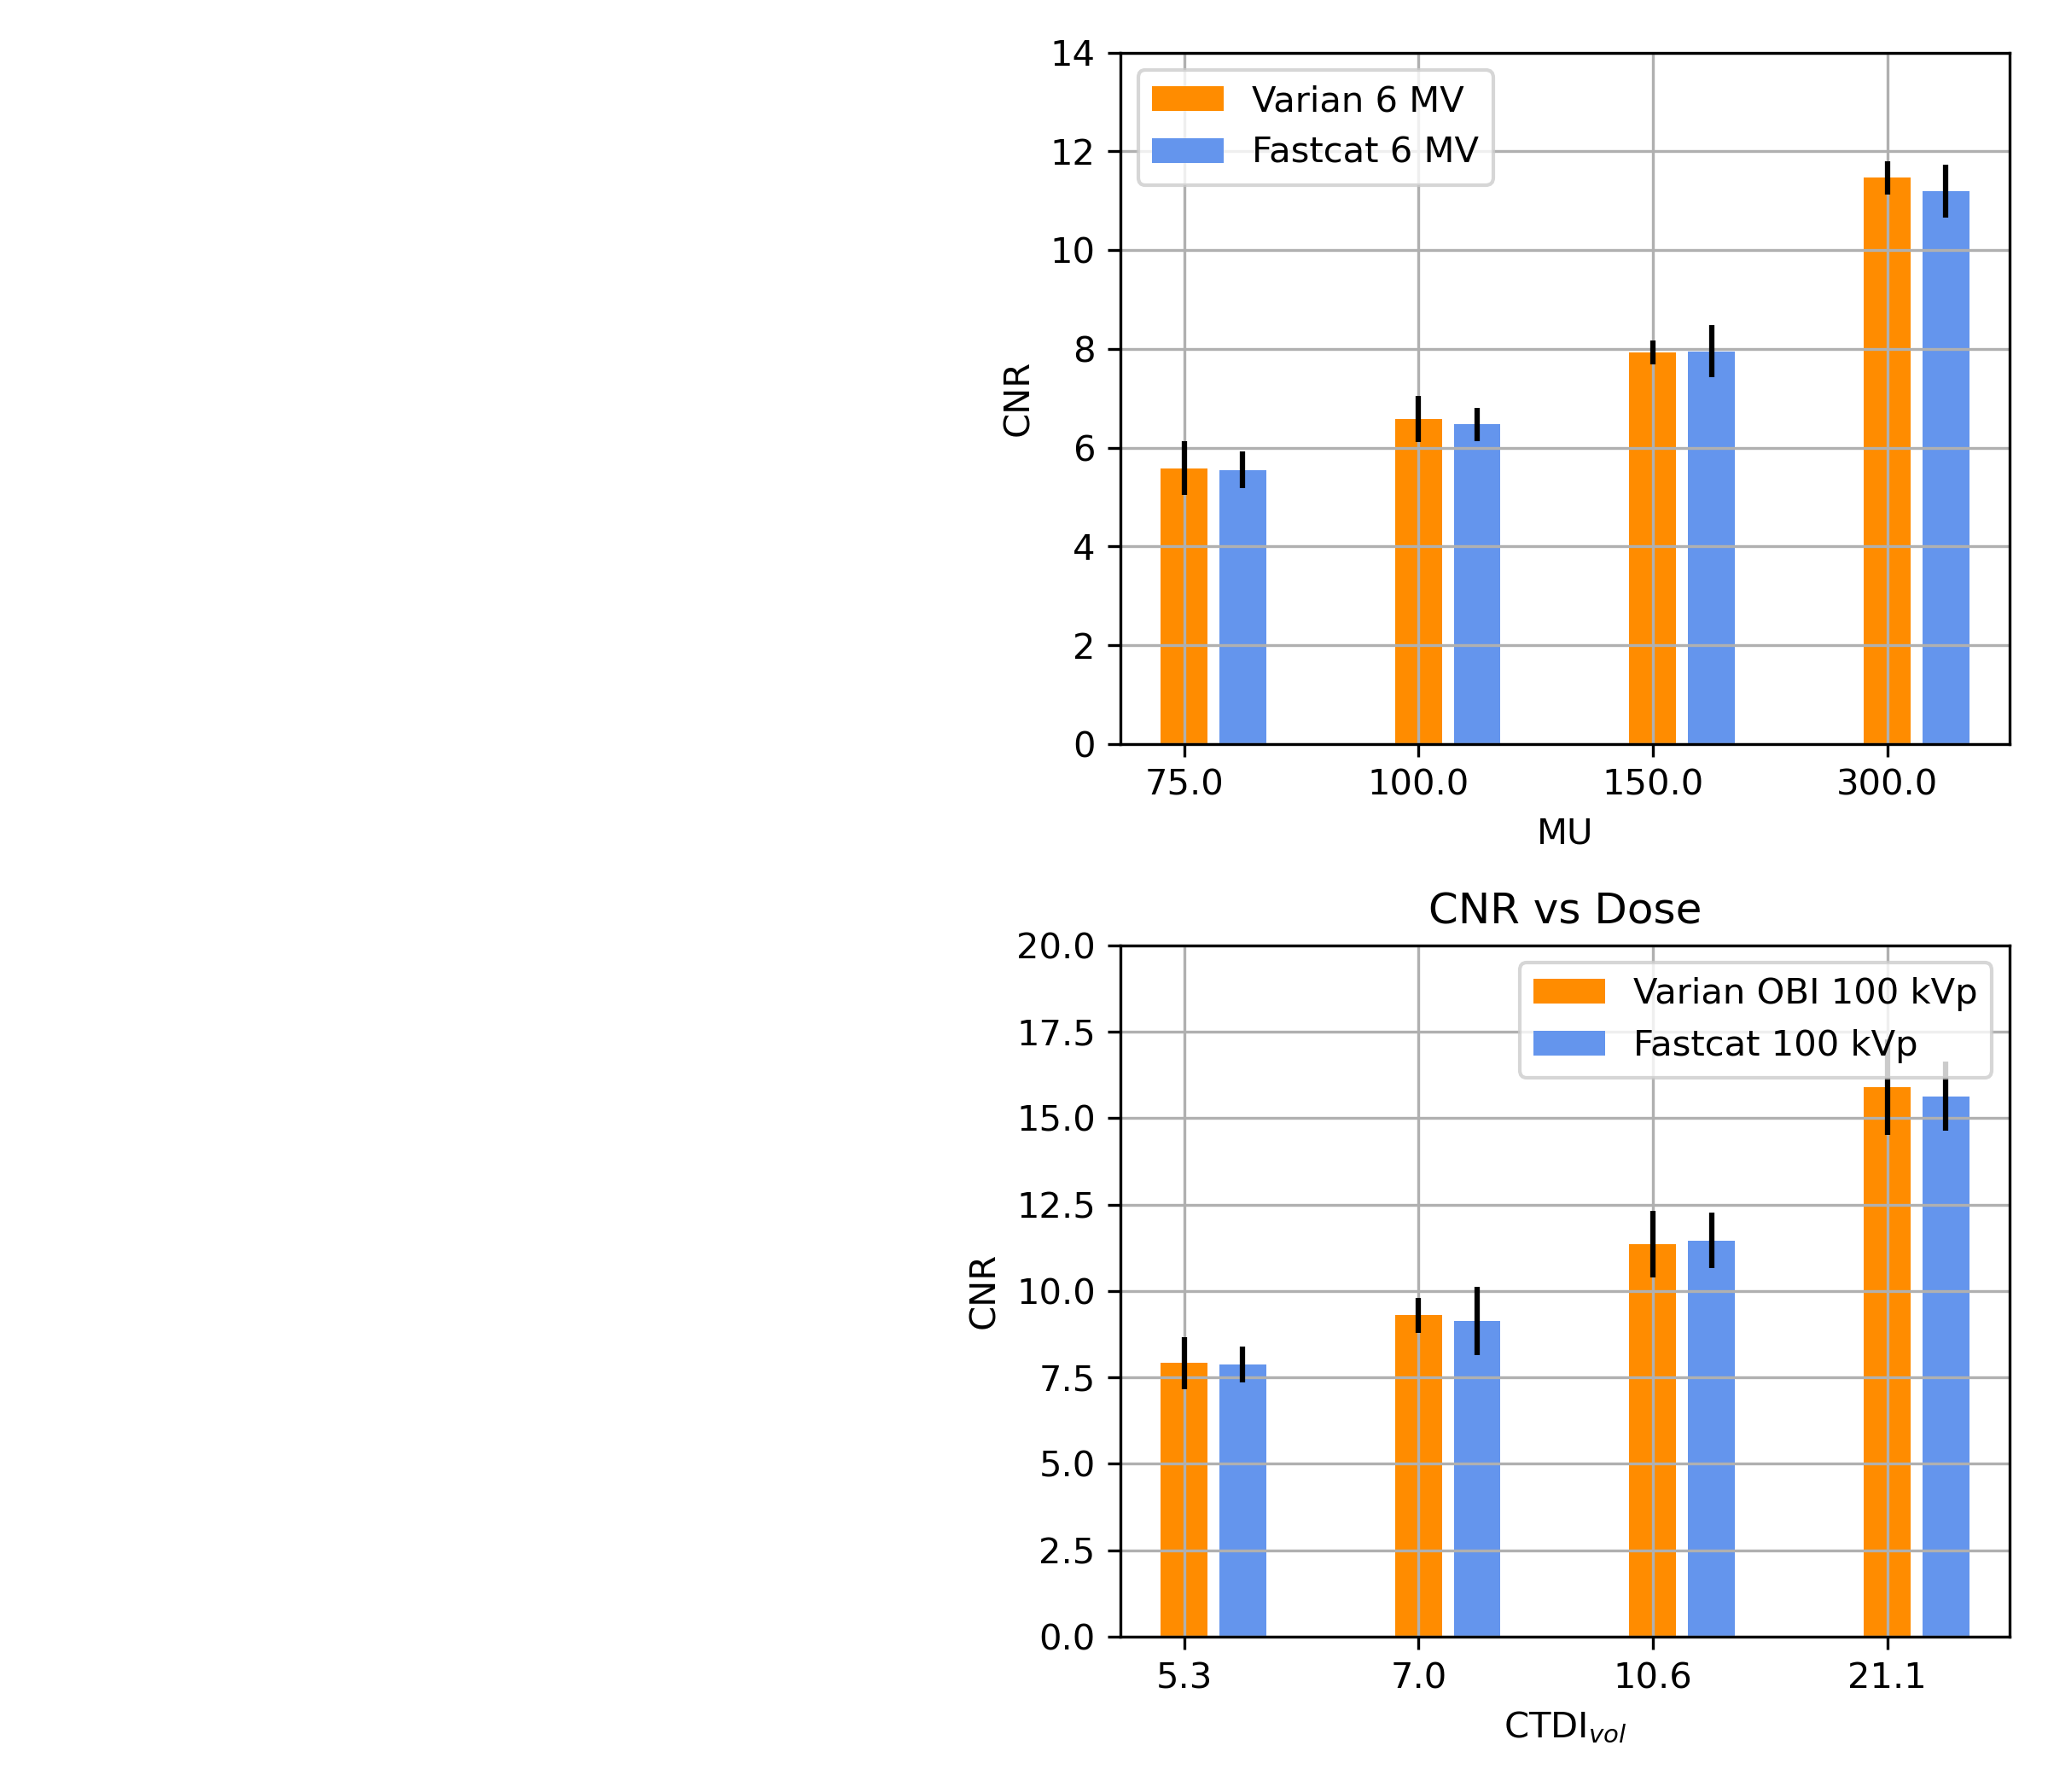 14
12
10
8
6
4
2
0
CNR
Varian 6 MV
Fastcat 6 MV
75.0 100.0 150.0 300.0
MU
CNR vs Dose
20.0
17.5
15.0
12.5
10.0
7.5
5.0
2.5
0.0
CNR
Varian OBI 100 kVp
Fastcat 100 kVp
5.3 7.0 10.6 21.1
CTDIvol